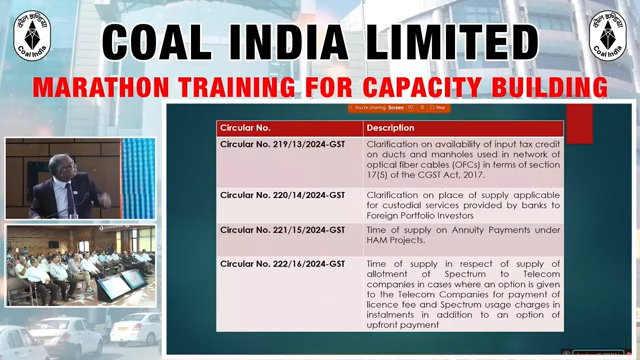 COAL INDIA LIMITED
MARATHON TRAINING FOR CAPACITY BUILDING
Coal India
Coal India
You're sharing Screen
Stop
Circular No. Description
Circular No. 219/13/2024-GST Clarification on availability of input tax credit
on ducts and manholes used in network of
optical fiber cables (OFCs) in terms of section
17(5) of the CGST Act, 2017.
Circular No. 220/14/2024-GST Clarification on place of supply applicable
for custodial services provided by banks to
Foreign Portfolio Investors
Circular No. 221/15/2024-GST Time of supply on Annuity Payments under
HAM Projects.
Circular No. 222/16/2024-GST Time of supply in respect of supply of
allotment of Spectrum to Telecom
companies in cases where an option is given
to the Telecom Companies for payment of
licence fee and Spectrum usage charges in
instalments in addition to an option of
upfront payment